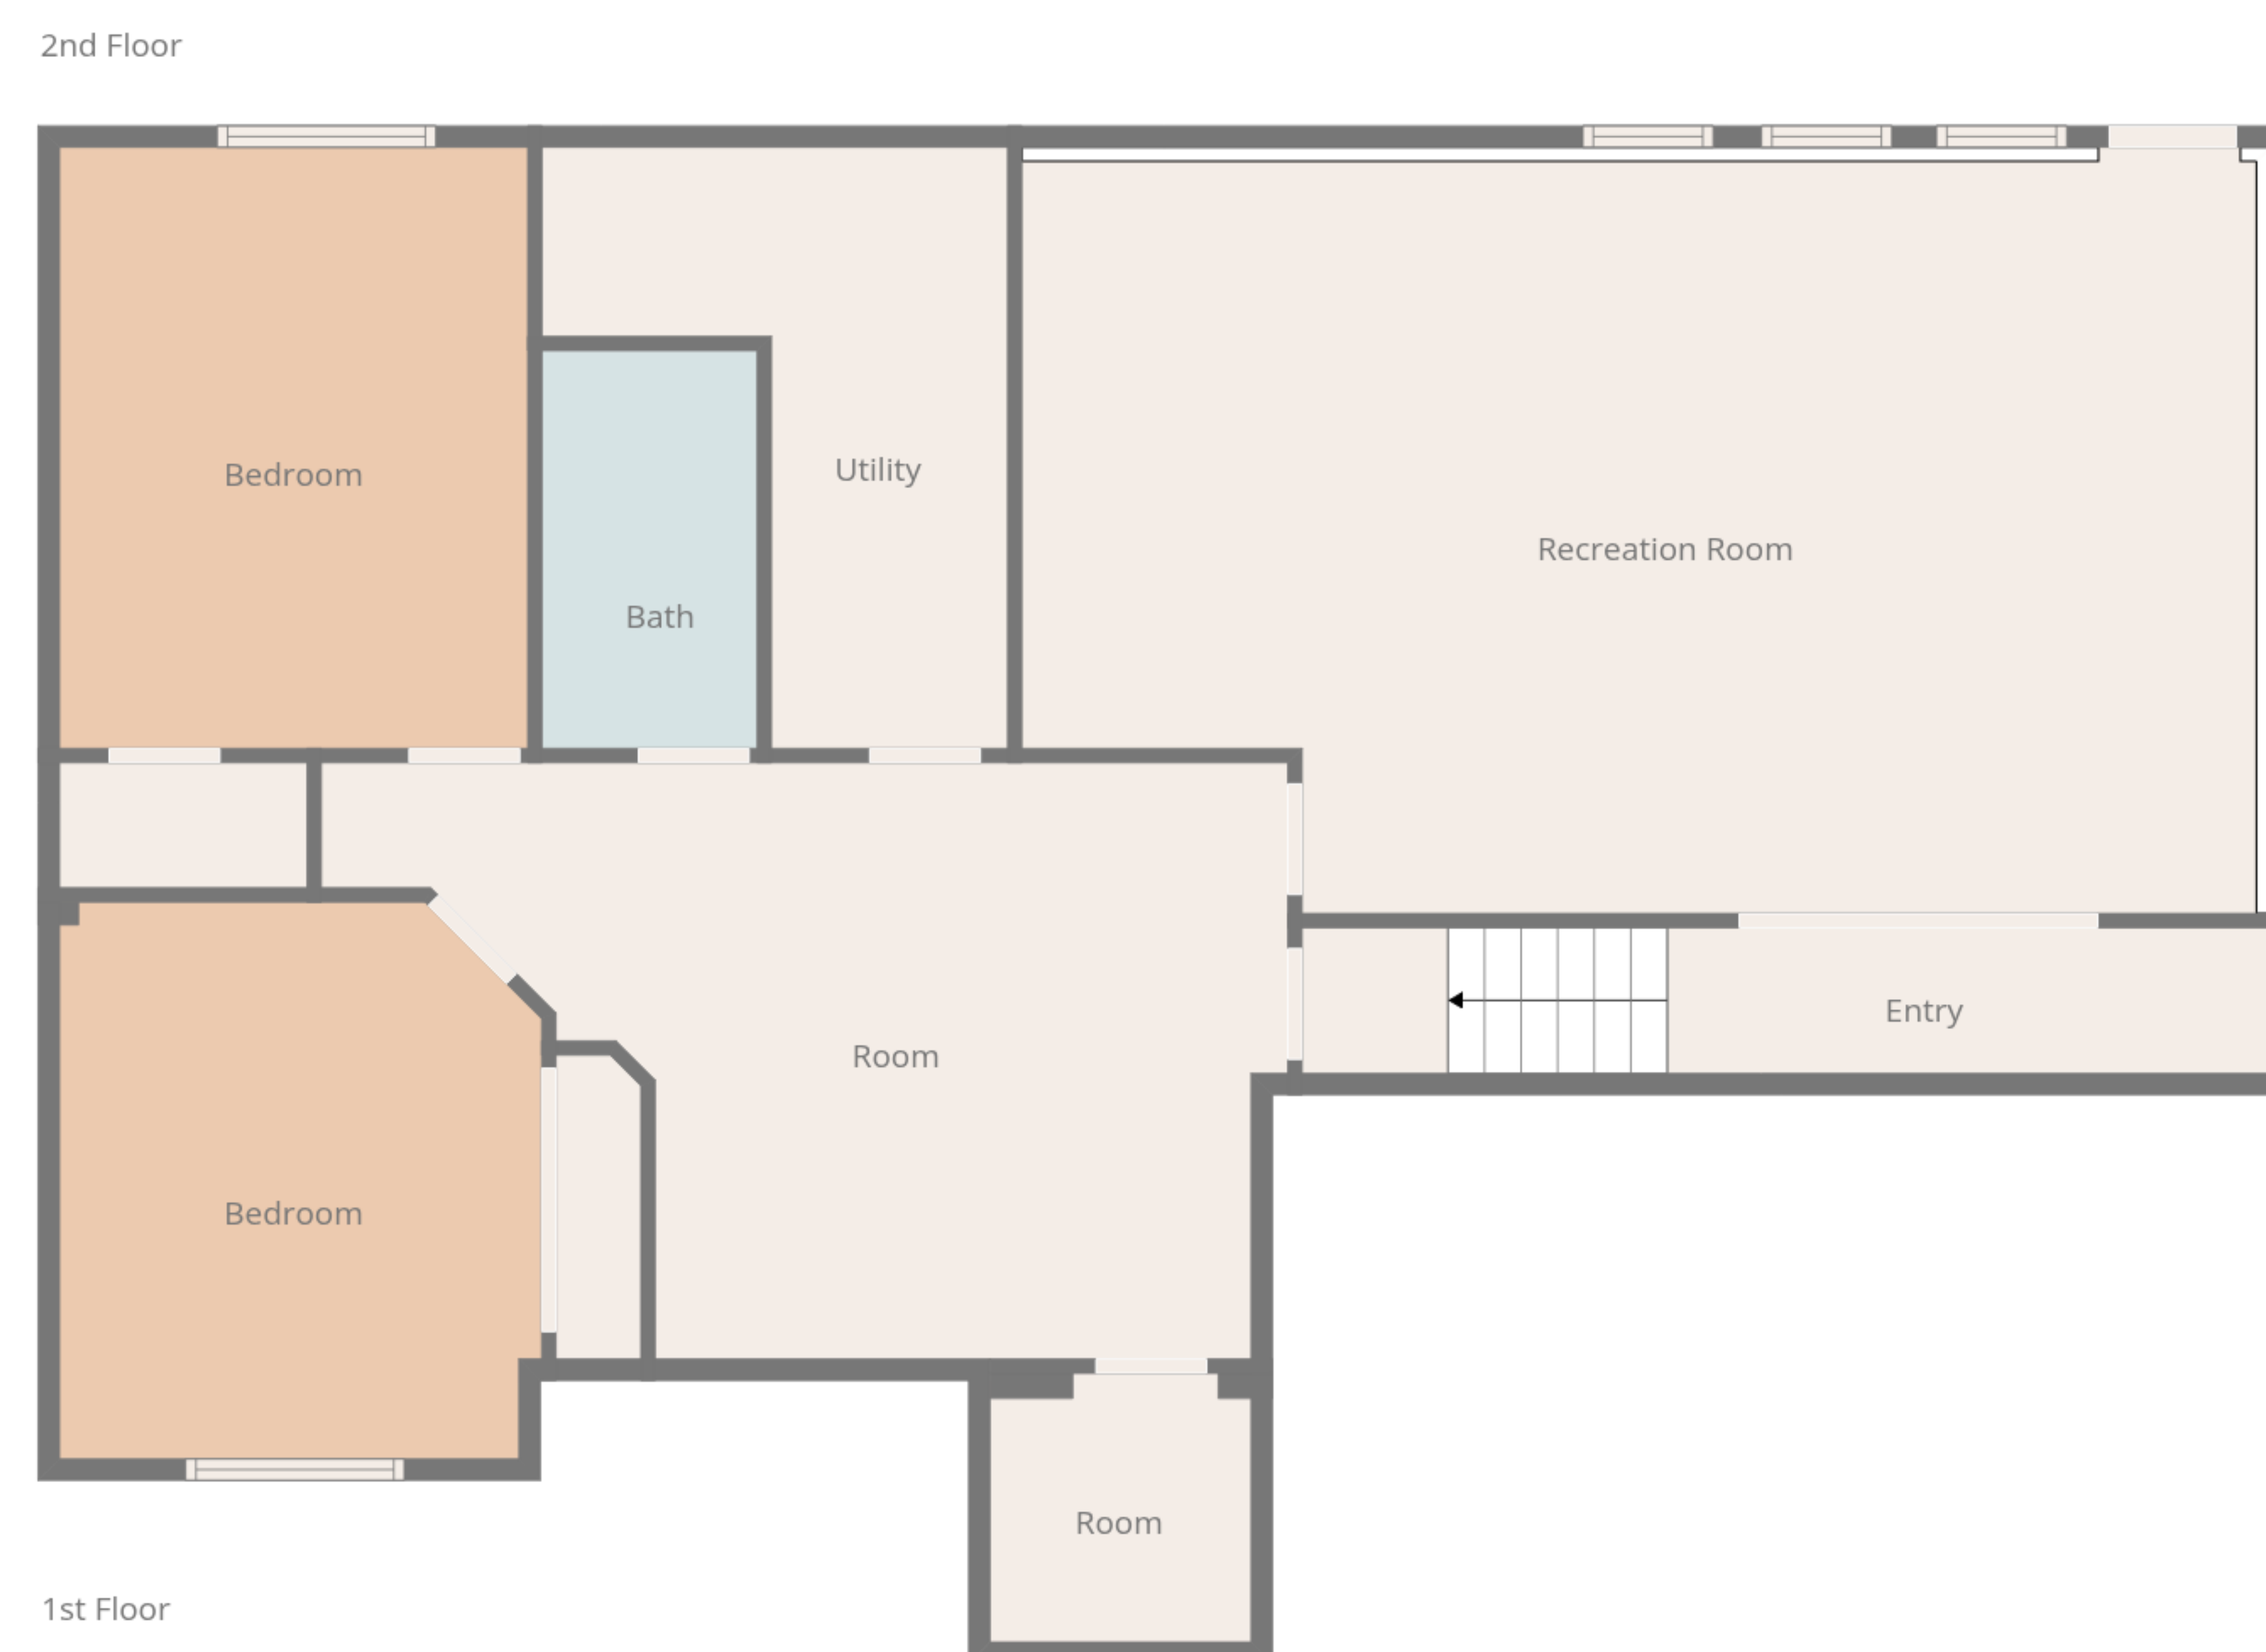 2nd Floor
Bedroom
Utility
Recreation Room
Bath
Entry
Room
Bedroom
Room
1st Floor